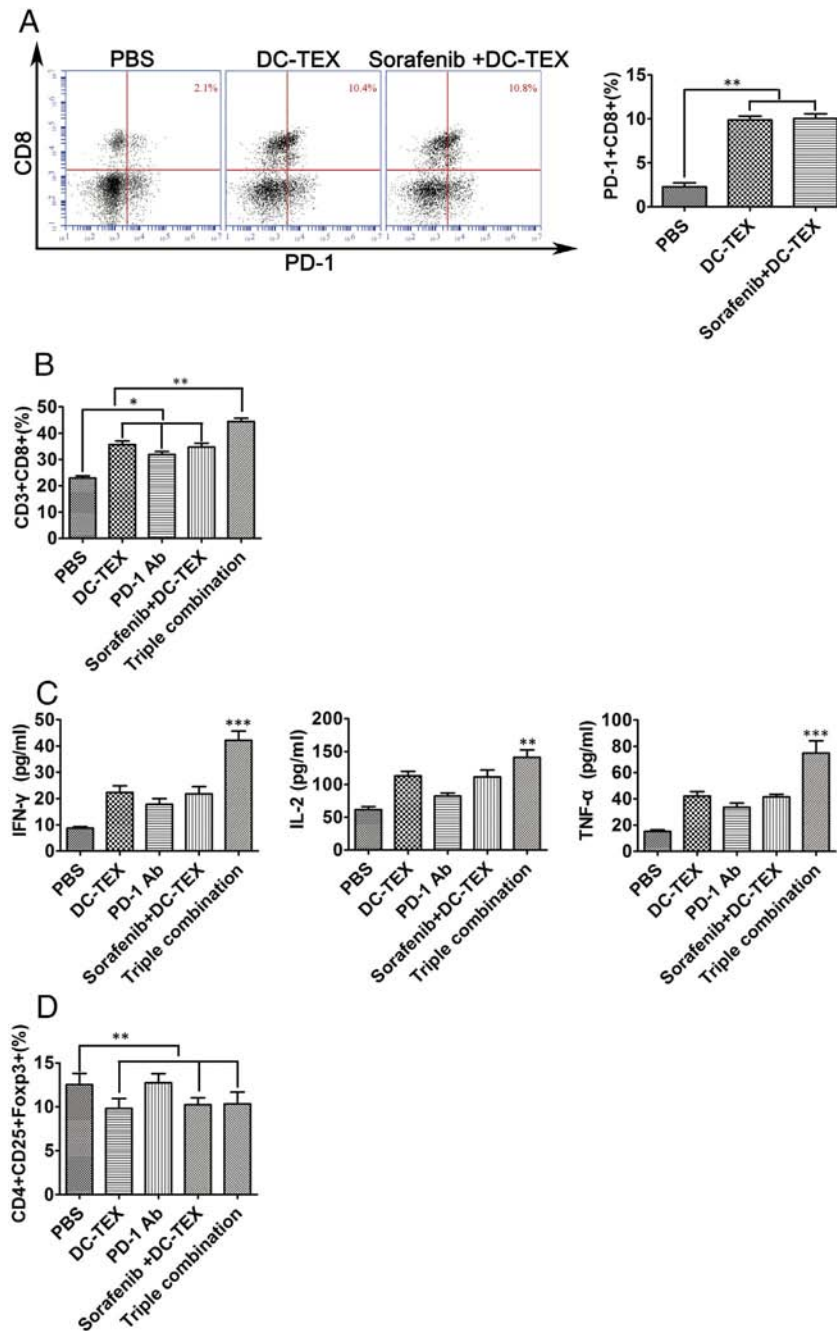 A
PBS DC-TEX Sorafenib +DC-TEX
2.1% 10.4% 10.8%
CD8
PD-1
PD-1+CD8+(%)
15
10
5
0
**
PBS
DC-TEX
Sorafenib+DC-TEX
B
CD3+CD8+(%)
50
40
30
20
10
0
*
**
PBS
DC-TEX
PD-1 Ab
Sorafenib+DC-TEX
Triple combination
C
IFN-γ (pg/ml)
50
40
30
20
10
0
***
PBS
DC-TEX
PD-1 Ab
Sorafenib+DC-TEX
Triple combination
IL-2 (pg/ml)
200
150
100
50
0
**
PBS
DC-TEX
PD-1 Ab
Sorafenib+DC-TEX
Triple combination
TNF-α (pg/ml)
100
80
60
40
20
0
***
PBS
DC-TEX
PD-1 Ab
Sorafenib+DC-TEX
Triple combination
D
CD4+CD25+Foxp3+(%)
15
10
5
0
**
PBS
DC-TEX
PD-1 Ab
Sorafenib +DC-TEX
Triple combination